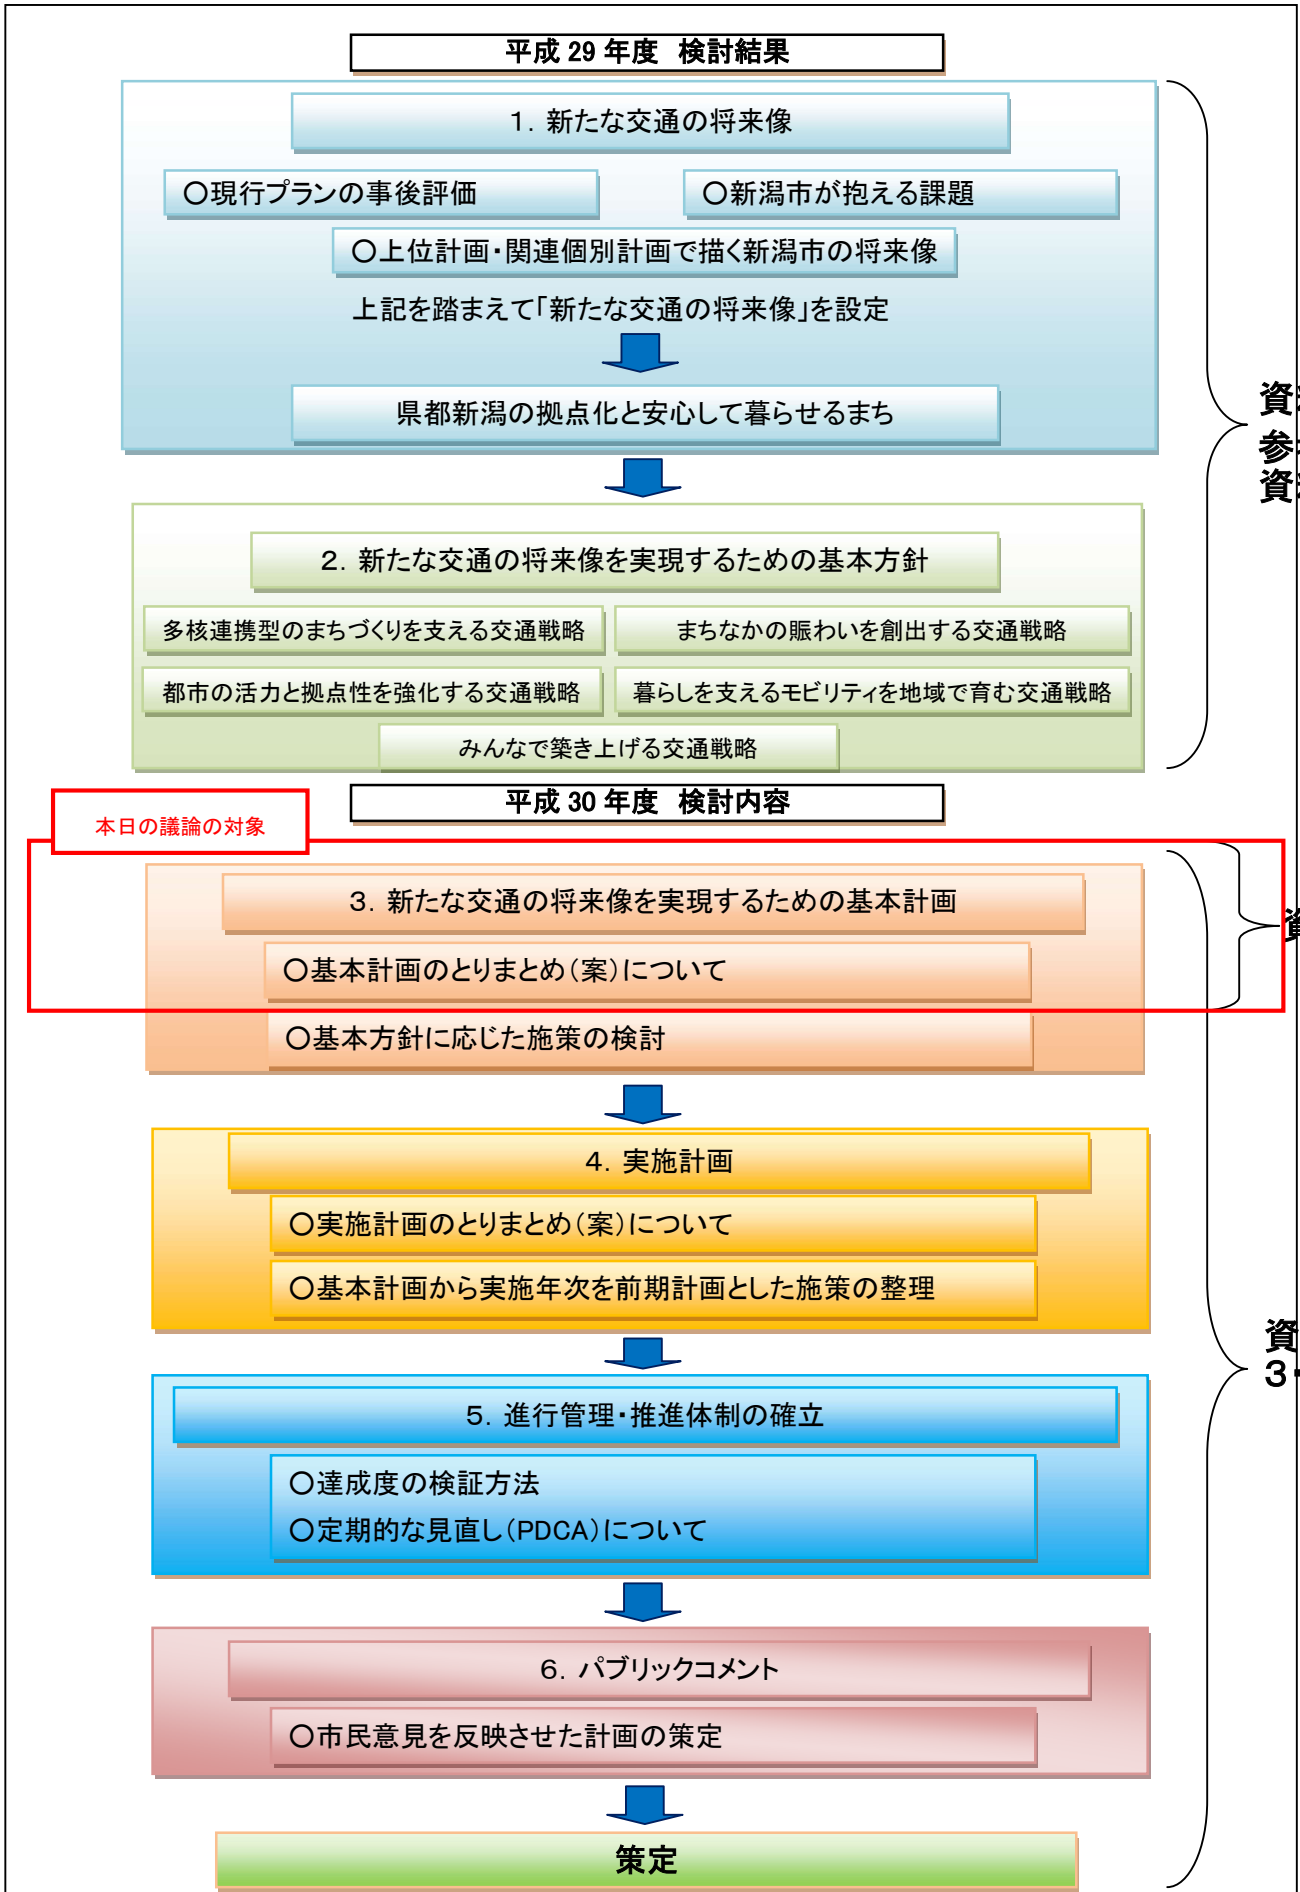 平成 29 年度 検討結果
1．新たな交通の将来像
○現行プランの事後評価
○新潟市が抱える課題
○上位計画・関連個別計画で描く新潟市の将来像
上記を踏まえて「新たな交通の将来像」を設定
県都新潟の拠点化と安心して暮らせるまち
資
参
資
2．新たな交通の将来像を実現するための基本方針
多核連携型のまちづくりを支える交通戦略
まちなかの賑わいを創出する交通戦略
都市の活力と拠点性を強化する交通戦略
暮らしを支えるモビリティを地域で育む交通戦略
みんなで築き上げる交通戦略
平成 30 年度 検討内容
本日の議論の対象
3．新たな交通の将来像を実現するための基本計画
○基本計画のとりまとめ（案）について
○基本方針に応じた施策の検討
4．実施計画
○実施計画のとりまとめ（案）について
○基本計画から実施年次を前期計画とした施策の整理
資
3・
5．進行管理・推進体制の確立
○達成度の検証方法
○定期的な見直し（PDCA）について
6．パブリックコメント
○市民意見を反映させた計画の策定
策定